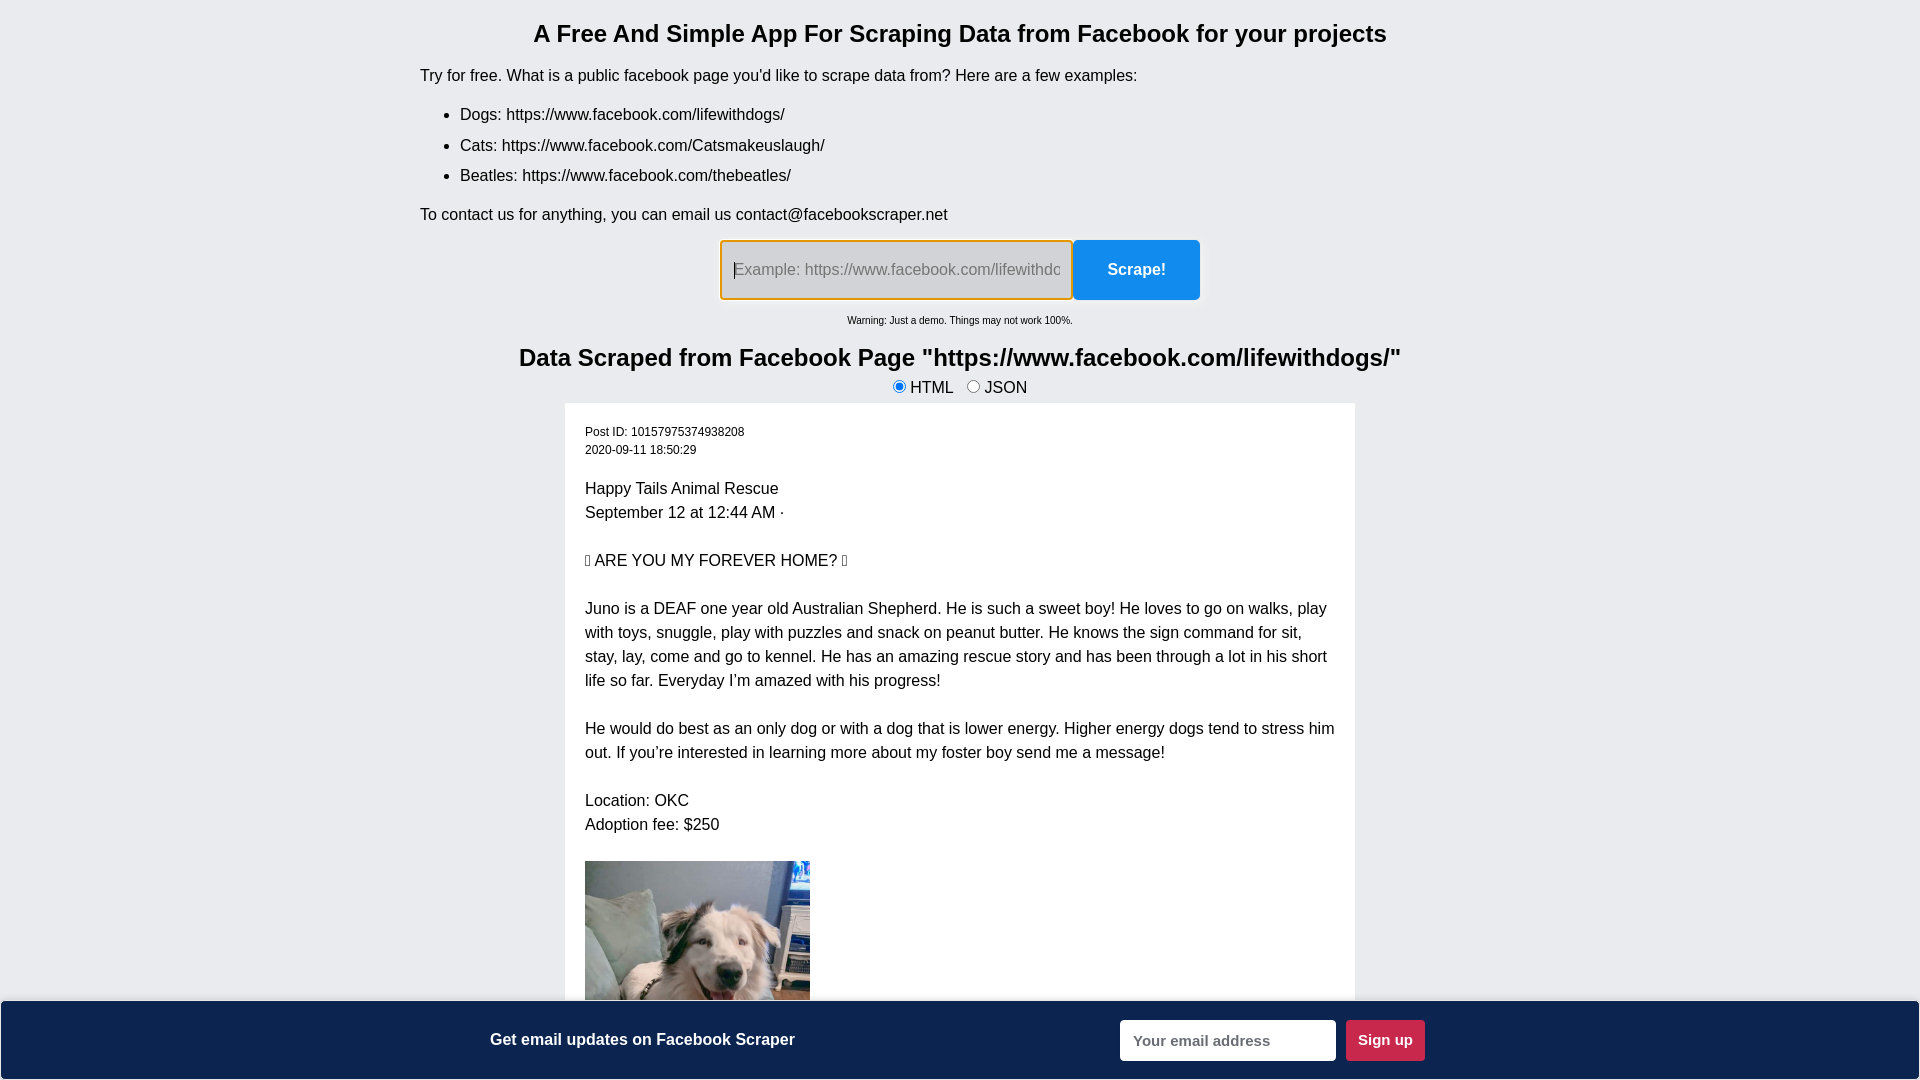 A Free And Simple App For Scraping Data from Facebook for your projects
Try for free. What is a public facebook page you'd like to scrape data from? Here are a few examples:
Dogs: https://www.facebook.com/lifewithdogs/
Cats: https://www.facebook.com/Catsmakeuslaugh/
Beatles: https://www.facebook.com/thebeatles/
To contact us for anything, you can email us contact@facebookscraper.net
Example: https://www.facebook.com/lifewithdo
Scrape!
Warning: Just a demo. Things may not work 100%.
Data Scraped from Facebook Page "https://www.facebook.com/lifewithdogs/"
HTML JSON
Post ID: 10157975374938208
2020-09-11 18:50:29
Happy Tails Animal Rescue
September 12 at 12:44 AM ·
ARE YOU MY FOREVER HOME?
Juno is a DEAF one year old Australian Shepherd. He is such a sweet boy! He loves to go on walks, play
with toys, snuggle, play with puzzles and snack on peanut butter. He knows the sign command for sit,
stay, lay, come and go to kennel. He has an amazing rescue story and has been through a lot in his short
life so far. Everyday I’m amazed with his progress!
He would do best as an only dog or with a dog that is lower energy. Higher energy dogs tend to stress him
out. If you’re interested in learning more about my foster boy send me a message!
Location: OKC
Adoption fee: $250
Get email updates on Facebook Scraper
Your email address
Sign up